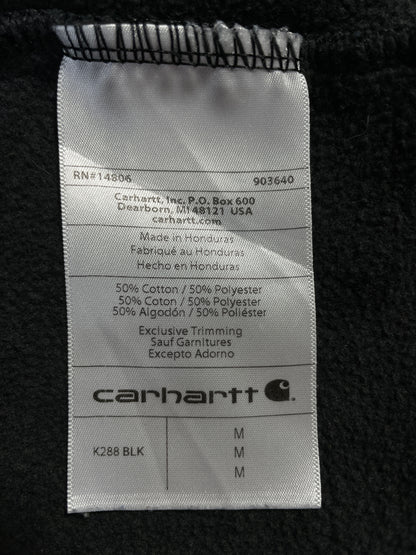 RN#14806 903640
Carhartt, Inc. P.O. Box 600
Dearborn, MI 48121 USA
carhartt.com
Made in Honduras
Fabriqué au Honduras
Hecho en Honduras
50% Cotton / 50% Polyester
50% Coton / 50% Polyester
50% Algodón / 50% Poliéster
Exclusive Trimming
Sauf Garnitures
Excepto Adorno
carhartt
M
K288 BLK M
M